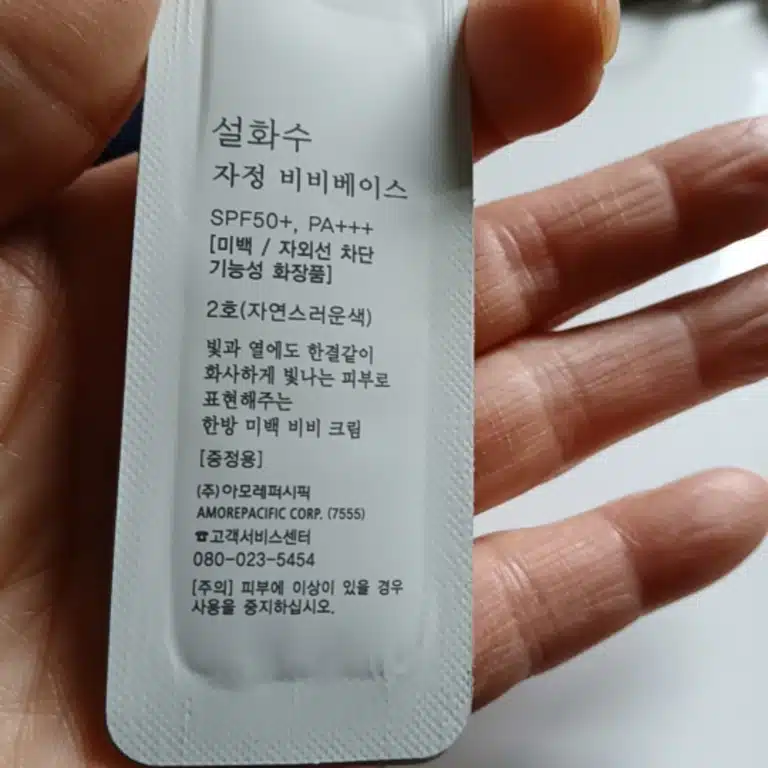 설화수
자정 비비베이스
SPF50+, PA+++
[미백 / 자외선 차단
기능성 화장품]
2호(자연스러운색)
빛과 열에도 한결같이
화사하게 빛나는 피부로
표현해주는
한방 미백 비비 크림
[증정용]
(주)아모레퍼시픽
AMOREPACIFIC CORP. (7555)
☎고객서비스센터
080-023-5454
[주의] 피부에 이상이 있을 경우
사용을 중지하십시오.